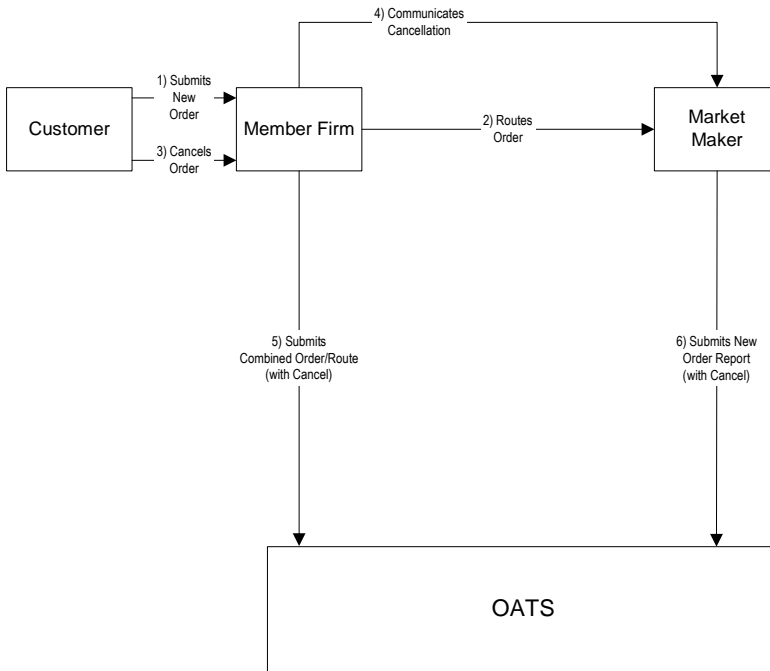 4) Communicates
Cancellation
1) Submits
New
Order
Customer
3) Cancels
Order
Member Firm
2) Routes
Order
Market
Maker
5) Submits
Combined Order/Route
(with Cancel)
6) Submits New
Order Report
(with Cancel)
OATS